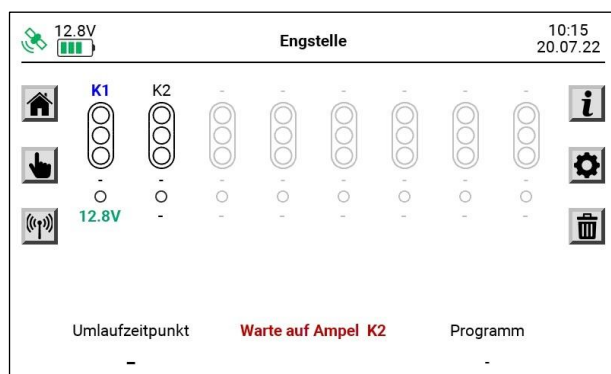 12.8V
Engstelle
10:15
20.07.22
K1 K2 - - - - - -
- - - - - - - -
12.8V - - - - - - -
Umlaufzeitpunkt Warte auf Ampel K2 Programm
- -